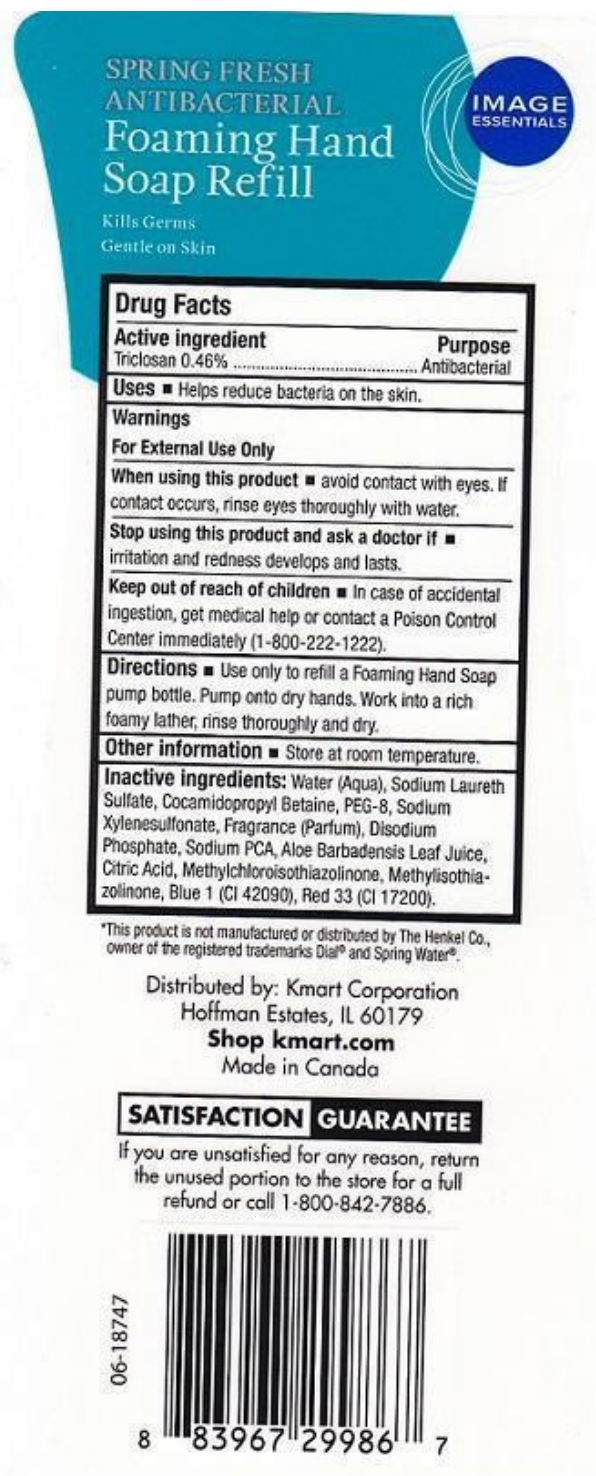 SPRING FRESH
ANTIBACTERIAL
Foaming Hand
Soap Refill
Kills Germs
Gentle on Skin
IMAGE
ESSENTIALS
Drug Facts
Active ingredient Purpose
Triclosan 0.46% ............................................. Antibacterial
Uses ■ Helps reduce bacteria on the skin.
Warnings
For External Use Only
When using this product ■ avoid contact with eyes. If
contact occurs, rinse eyes thoroughly with water.
Stop using this product and ask a doctor if ■
irritation and redness develops and lasts.
Keep out of reach of children ■ In case of accidental
ingestion, get medical help or contact a Poison Control
Center immediately (1-800-222-1222).
Directions ■ Use only to refill a Foaming Hand Soap
pump bottle. Pump onto dry hands. Work into a rich
foamy lather, rinse thoroughly and dry.
Other information ■ Store at room temperature.
Inactive ingredients: Water (Aqua), Sodium Laureth
Sulfate, Cocamidopropyl Betaine, PEG-8, Sodium
Xylenesulfonate, Fragrance (Parfum), Disodium
Phosphate, Sodium PCA, Aloe Barbadensis Leaf Juice,
Citric Acid, Methylchloroisothiazolinone, Methylisothia-
zolinone, Blue 1 (CI 42090), Red 33 (CI 17200).
*This product is not manufactured or distributed by The Henkel Co.,
owner of the registered trademarks Dial® and Spring Water®.
Distributed by: Kmart Corporation
Hoffman Estates, IL 60179
Shop kmart.com
Made in Canada
SATISFACTION GUARANTEE
If you are unsatisfied for any reason, return
the unused portion to the store for a full
refund or call 1-800-842-7886.
06-18747
8 83967 29986 7